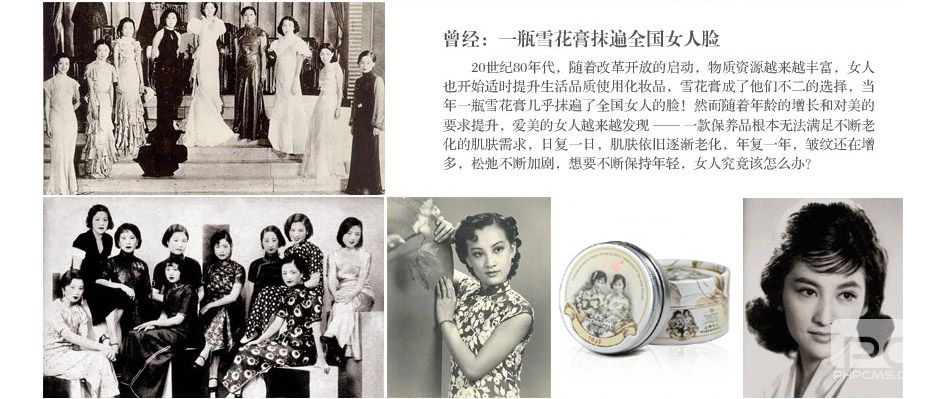 曾经：一瓶雪花膏抹遍全国女人脸
20世纪80年代，随着改革开放的启动，物质资源越来越丰富，女人
也开始适时提升生活品质使用化妆品，雪花膏成了他们不二的选择，当
年一瓶雪花膏几乎抹遍了全国女人的脸！然而随着年龄的增长和对美的
要求提升，爱美的女人越来越发现——一款保养品根本无法满足不断老
化的肌肤需求，日复一日，肌肤依旧逐渐老化，年复一年，皱纹还在增
多，松弛不断加剧，想要不断保持年轻，女人究竟该怎么办？
PHPCMS.C